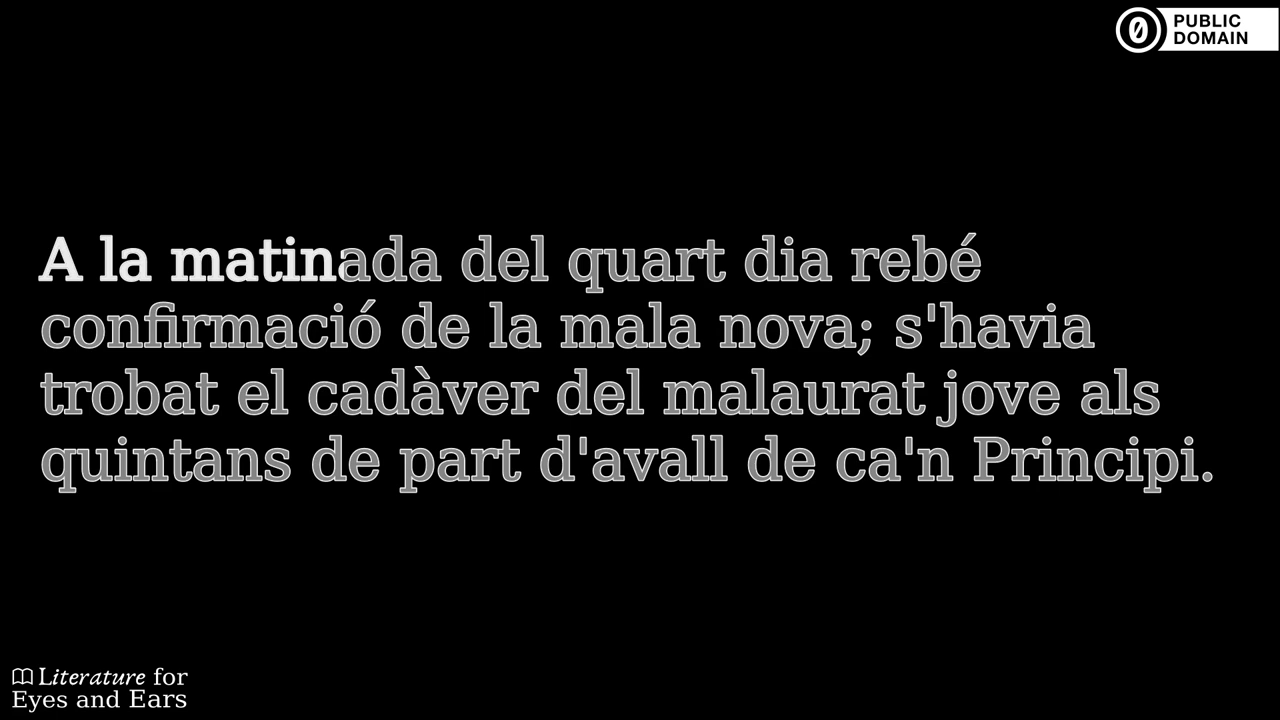 PUBLIC
DOMAIN
A la matinada del quart dia rebé
confirmació de la mala nova; s'havia
trobat el cadàver del malaurat jove als
quintans de part d'avall de ca'n Principi.
Literature for
Eyes and Ears